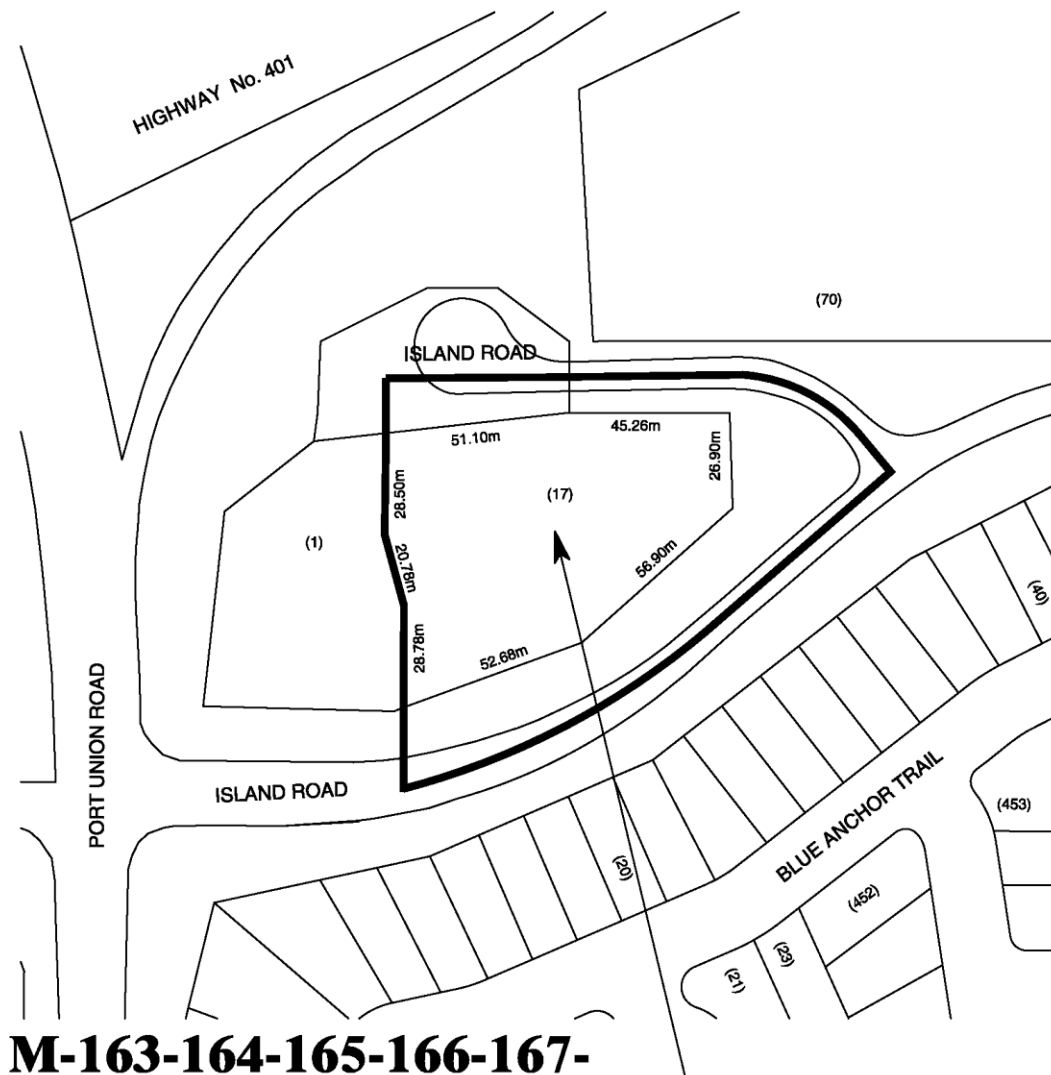 HIGHWAY No. 401
(70)
ISLAND ROAD
51.10m
45.26m
26.90m
28.50m
(17)
(1)
20.78m
56.90m
(40)
28.78m
52.68m
PORT UNION ROAD
ISLAND ROAD
BLUE ANCHOR TRAIL
(453)
(20)
(452)
(23)
(21)
M-163-164-165-166-167-